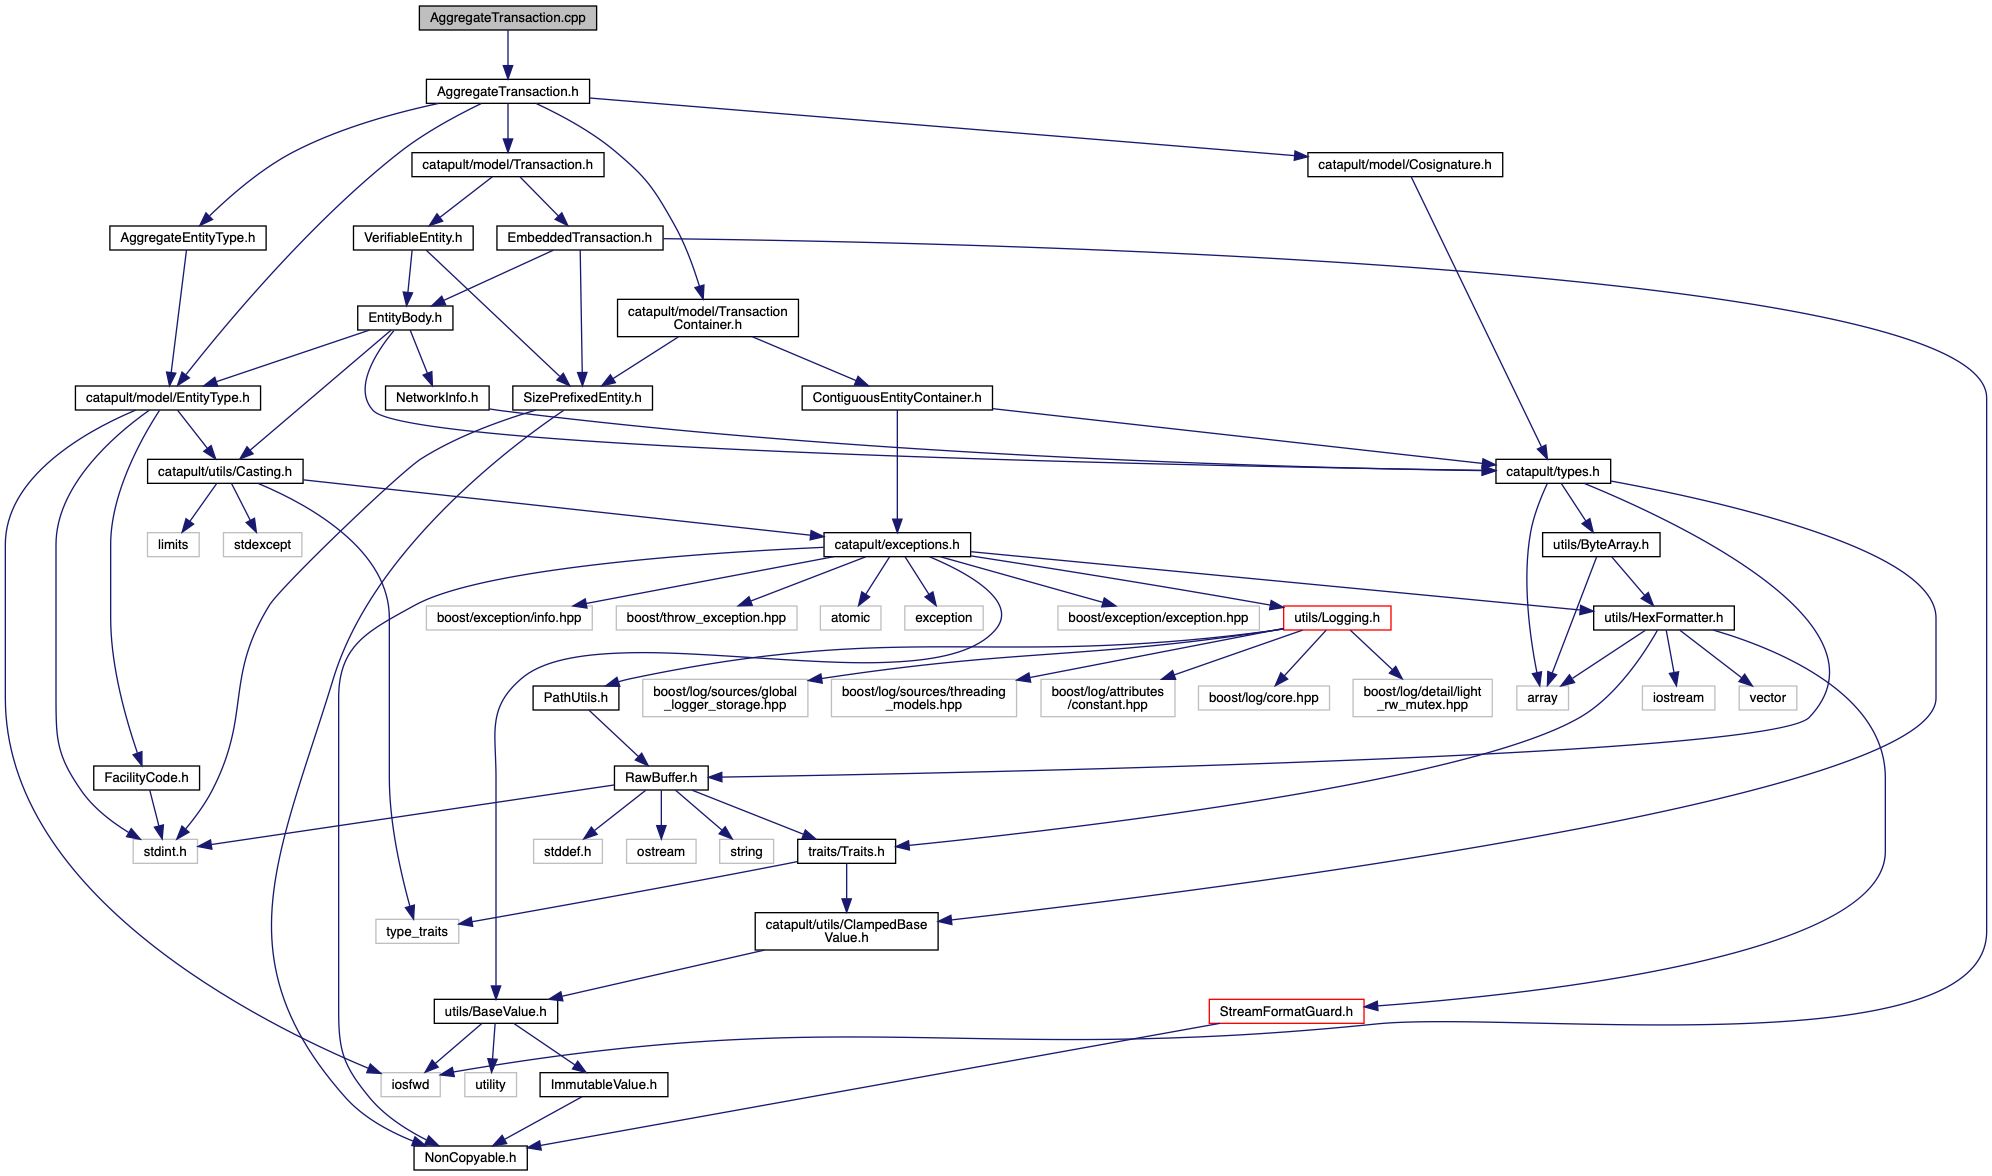 AggregateTransaction.cpp
AggregateTransaction.h
catapult/model/Transaction.h
catapult/model/Cosignature.h
AggregateEntityType.h
VerifiableEntity.h
EmbeddedTransaction.h
catapult/model/Transaction
Container.h
EntityBody.h
catapult/model/EntityType.h
NetworkInfo.h
SizePrefixedEntity.h
ContiguousEntityContainer.h
catapult/utils/Casting.h
catapult/types.h
limits
stdexcept
catapult/exceptions.h
utils/ByteArray.h
boost/exception/info.hpp
boost/throw_exception.hpp
atomic
exception
boost/exception/exception.hpp
utils/Logging.h
utils/HexFormatter.h
PathUtils.h
boost/log/sources/global
_logger_storage.hpp
boost/log/sources/threading
_models.hpp
boost/log/attributes
/constant.hpp
boost/log/core.hpp
boost/log/detail/light
_rw_mutex.hpp
array
iostream
vector
FacilityCode.h
RawBuffer.h
stdint.h
stddef.h
ostream
string
traits/Traits.h
type_traits
catapult/utils/ClampedBase
Value.h
utils/BaseValue.h
StreamFormatGuard.h
iosfwd
utility
ImmutableValue.h
NonCopyable.h